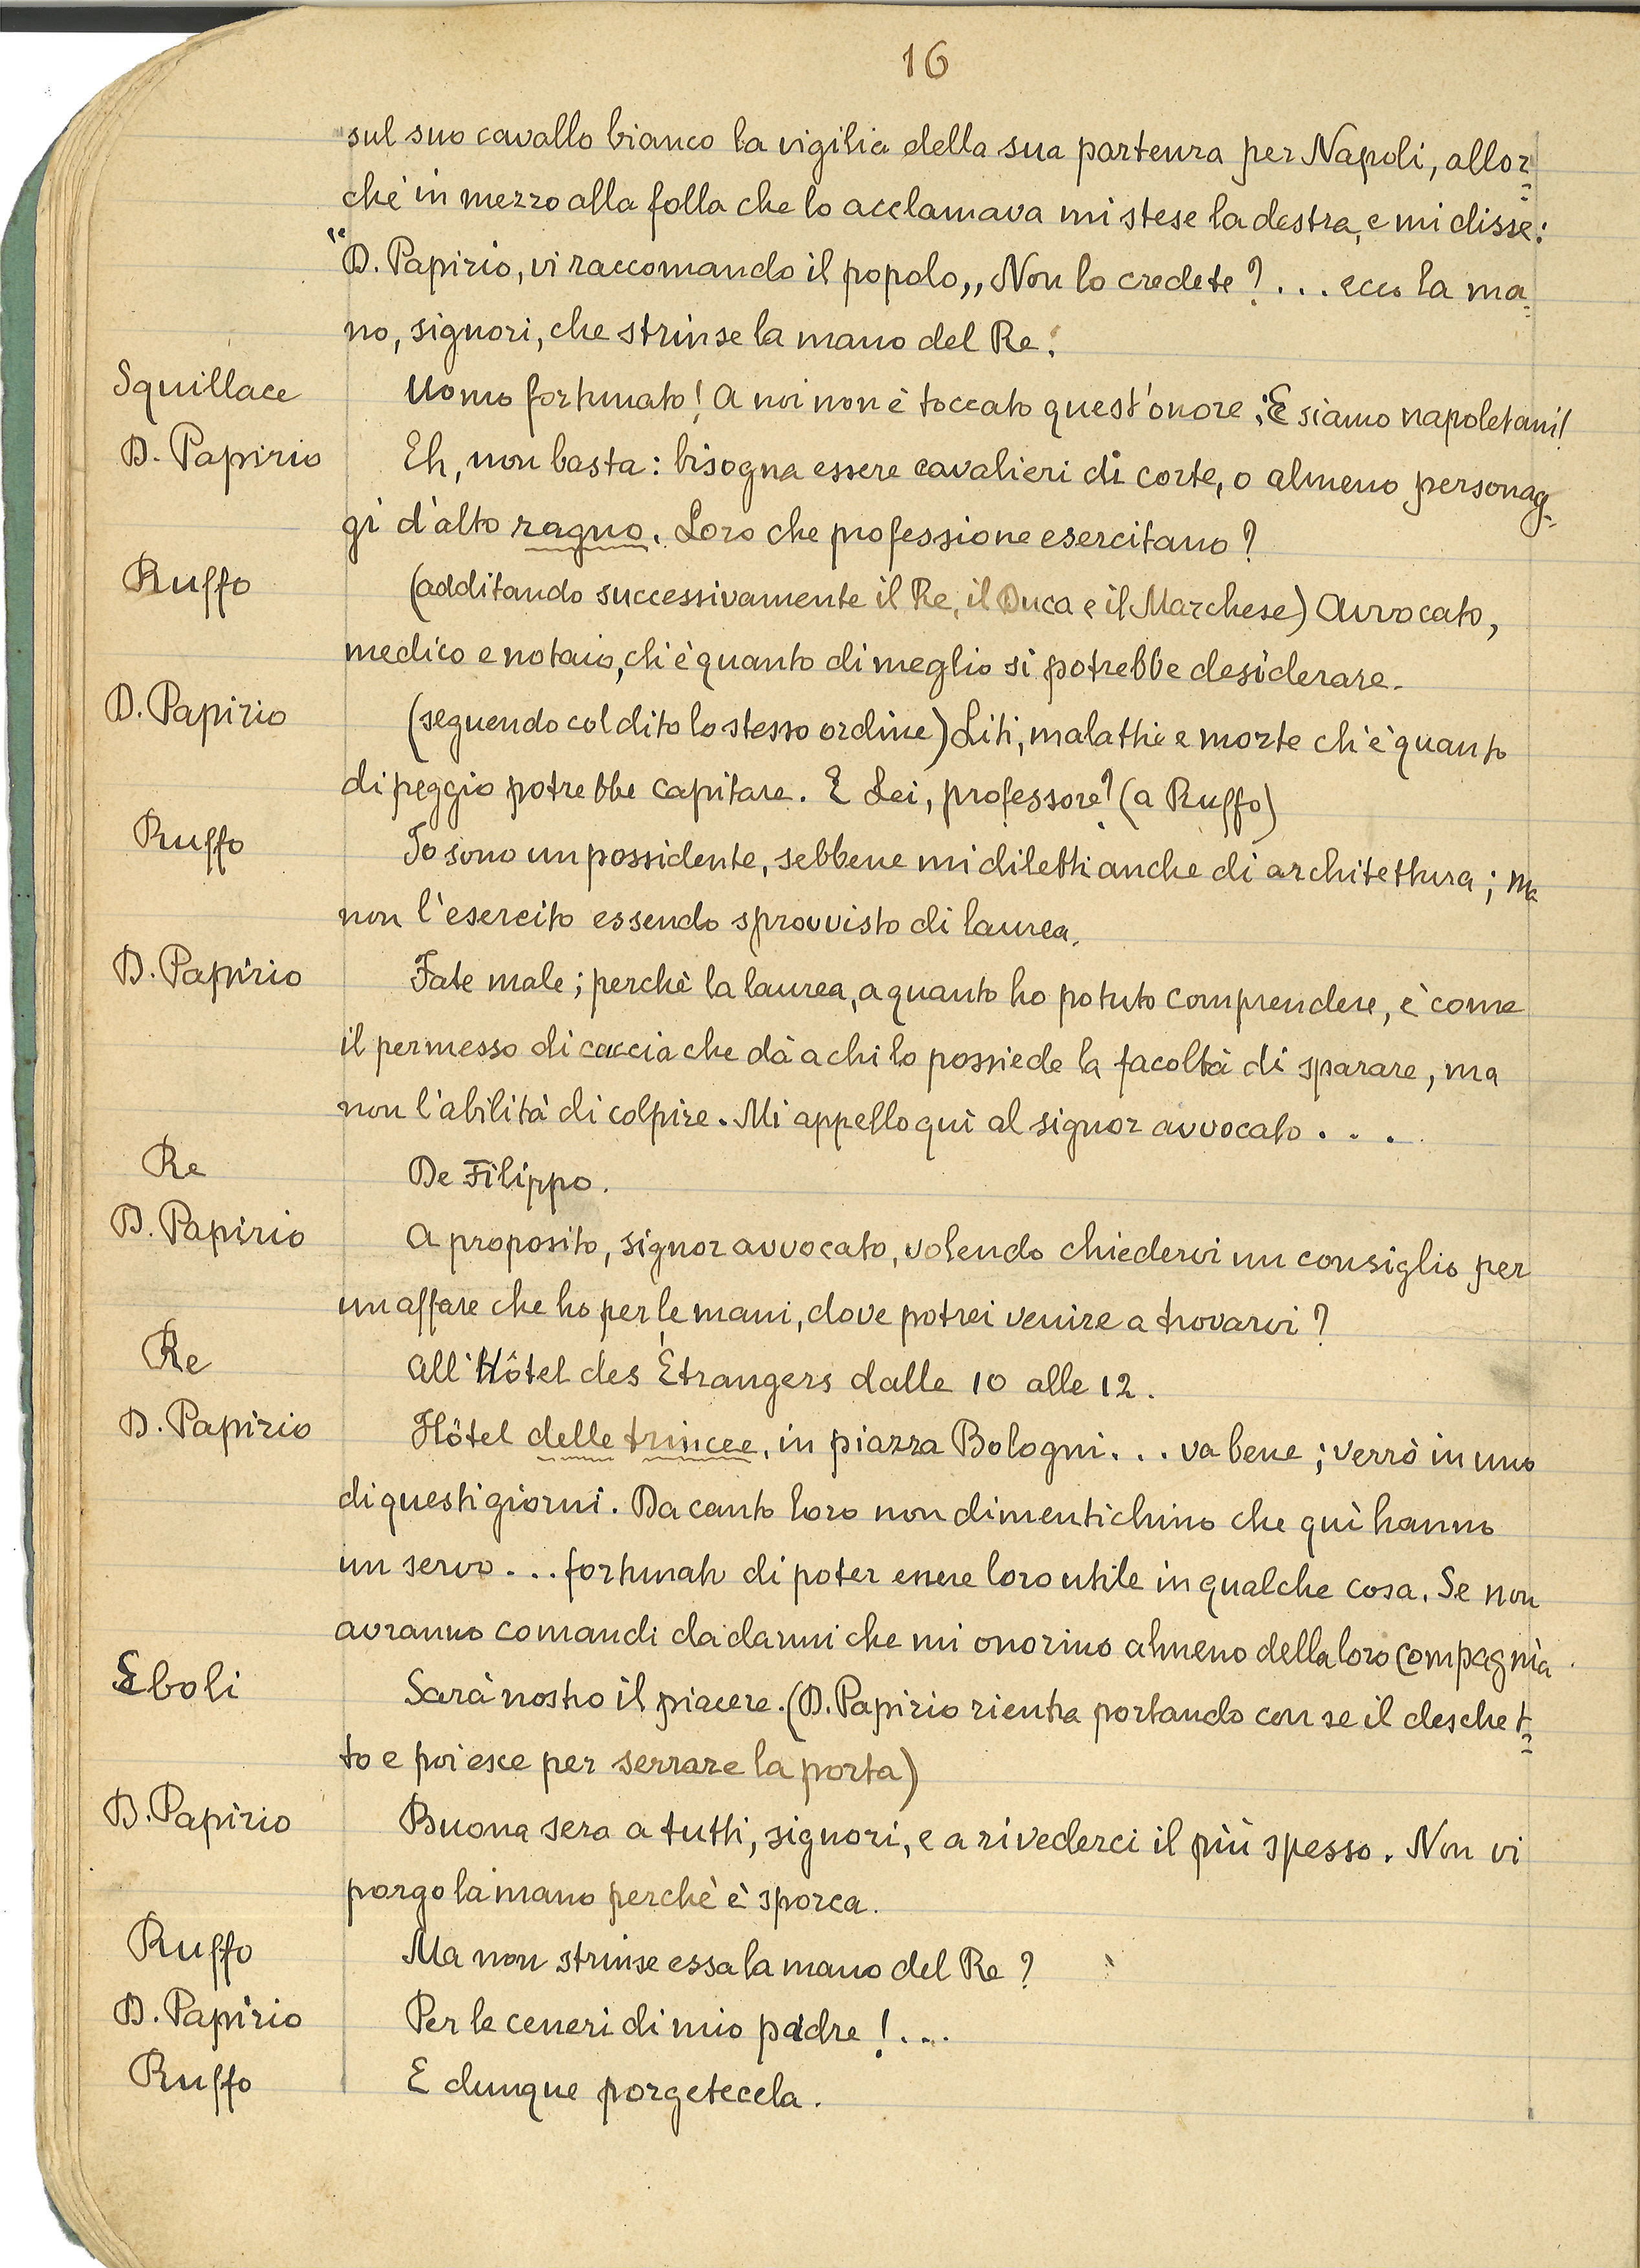 16
sul suo cavallo bianco la vigilia della sua partenza per Napoli, allor=
chè in mezzo alla folla che lo acclamava mi stese la destra, e mi disse:
"D. Papirio, vi raccomando il popolo„ Non lo credete? ... ecco la ma=
no, signori, che strinse la mano del Re!
Squillace Uomo fortunato! A noi non è toccato quest'onore; E siamo napoletani!
D. Papirio Eh, non basta: bisogna essere cavalieri di corte, o almeno personag=
gi d'alto ragno. Loro che professione esercitano?
Ruffo (additando successivamente il Re, il Duca e il Marchese) Avvocato,
medico e notaio, ch'è quanto di meglio si potrebbe desiderare.
D. Papirio (seguendo col dito lo stesso ordine) Liti, malattie e morte ch'è quanto
di peggio potrebbe capitare. E Lei, professore? (a Ruffo)
Ruffo Io sono un possidente, sebbene mi diletti anche di architettura; ma
non l'esercito essendo sprovvisto di laurea.
D. Papirio Fate male; perchè la laurea, a quanto ho potuto comprendere, è come
il permesso di caccia che dà a chi lo possiede la facoltà di sparare, ma
non l'abilità di colpire. Mi appello quì al signor avvocato . . .
Re De Filippo.
D. Papirio A proposito, signor avvocato, volendo chiedervi un consiglio per
un affare che ho per le mani, dove potrei venire a trovarvi?
Re All'Hôtel des Étrangers dalle 10 alle 12.
D. Papirio Hôtel delle trincee, in piazza Bologni... va bene; verrò in uno
di questi giorni. Da canto loro non dimentichino che quì hanno
un servo ... fortunato di poter essere loro utile in qualche cosa. Se non
avranno comandi da darmi che mi onorino almeno della loro compagnia.
Eboli Sarà nostro il piacere. (D. Papirio rientra portando con se il deschet=
to e poi esce per serrare la porta)
D. Papirio Buona sera a tutti, signori, e a rivederci il più spesso. Non vi
porgo la mano perchè è sporca.
Ruffo Ma non strinse essa la mano del Re?
D. Papirio Per le ceneri di mio padre! ...
Ruffo E dunque porgetecela.